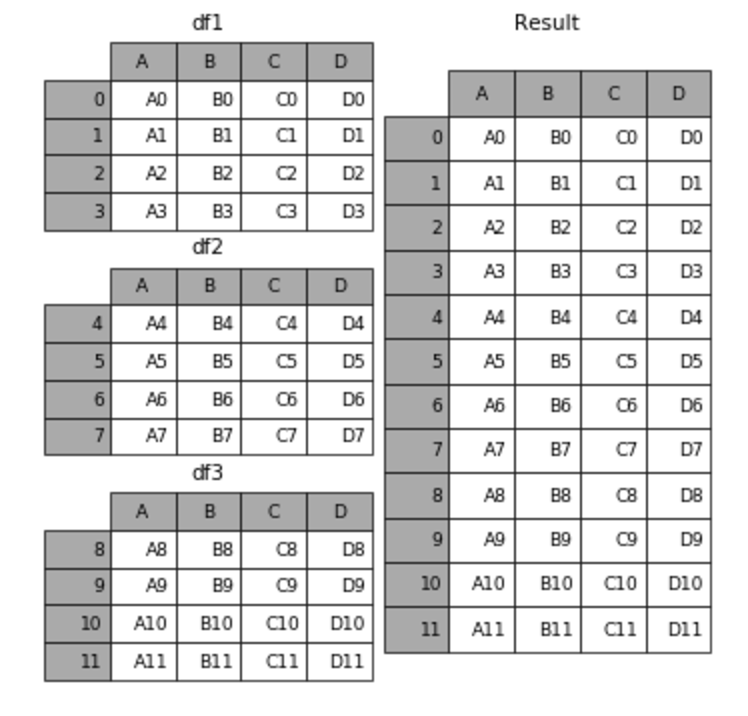 df1
A B C D
0 A0 B0 C0 D0
1 A1 B1 C1 D1
2 A2 B2 C2 D2
3 A3 B3 C3 D3
df2
A B C D
4 A4 B4 C4 D4
5 A5 B5 C5 D5
6 A6 B6 C6 D6
7 A7 B7 C7 D7
df3
A B C D
8 A8 B8 C8 D8
9 A9 B9 C9 D9
10 A10 B10 C10 D10
11 A11 B11 C11 D11
Result
A B C D
0 A0 B0 C0 D0
1 A1 B1 C1 D1
2 A2 B2 C2 D2
3 A3 B3 C3 D3
4 A4 B4 C4 D4
5 A5 B5 C5 D5
6 A6 B6 C6 D6
7 A7 B7 C7 D7
8 A8 B8 C8 D8
9 A9 B9 C9 D9
10 A10 B10 C10 D10
11 A11 B11 C11 D11